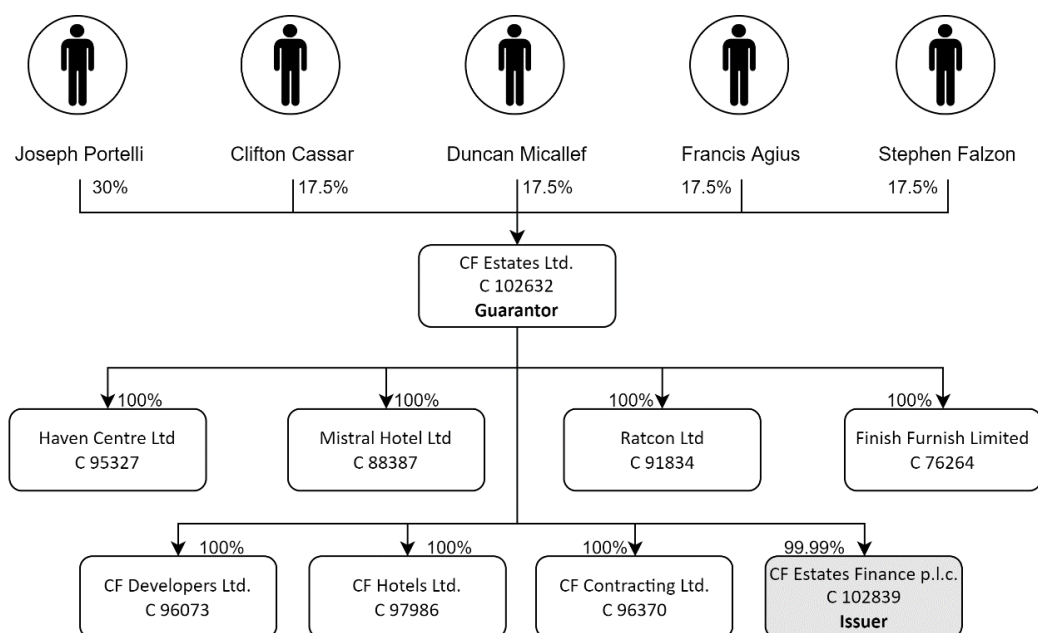 Joseph Portelli
Clifton Cassar
Duncan Micallef
Francis Agius
Stephen Falzon
30%
17.5%
17.5%
17.5%
17.5%
CF Estates Ltd.
C 102632
Guarantor
100%
100%
100%
100%
Haven Centre Ltd
C 95327
Mistral Hotel Ltd
C 88387
Ratcon Ltd
C 91834
Finish Furnish Limited
C 76264
100%
100%
100%
99.99%
CF Developers Ltd.
C 96073
CF Hotels Ltd.
C 97986
CF Contracting Ltd.
C 96370
CF Estates Finance p.l.c.
C 102839
Issuer